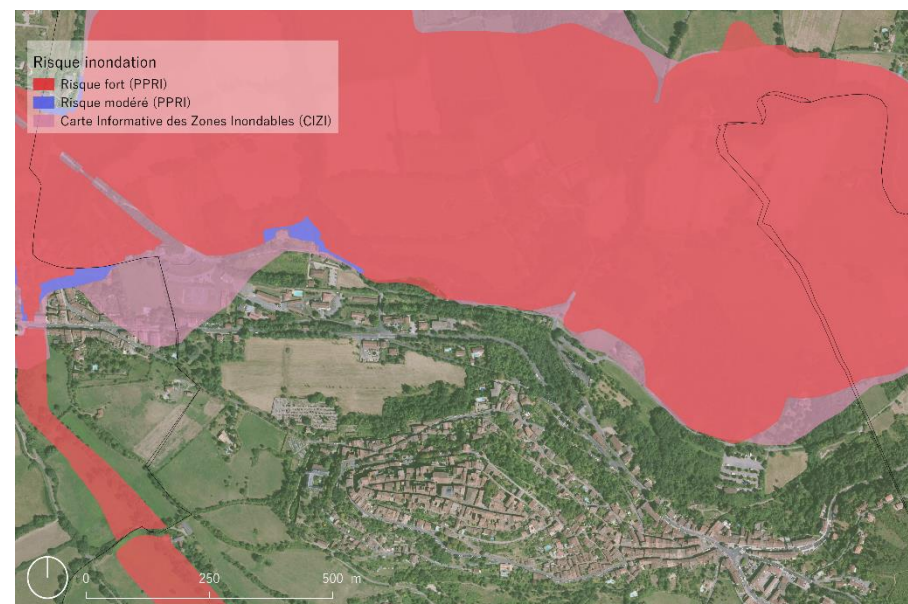 Risque inondation
Risque fort (PPRI)
Risque modéré (PPRI)
Carte Informative des Zones Inondables (CIZI)
0 250 500 m